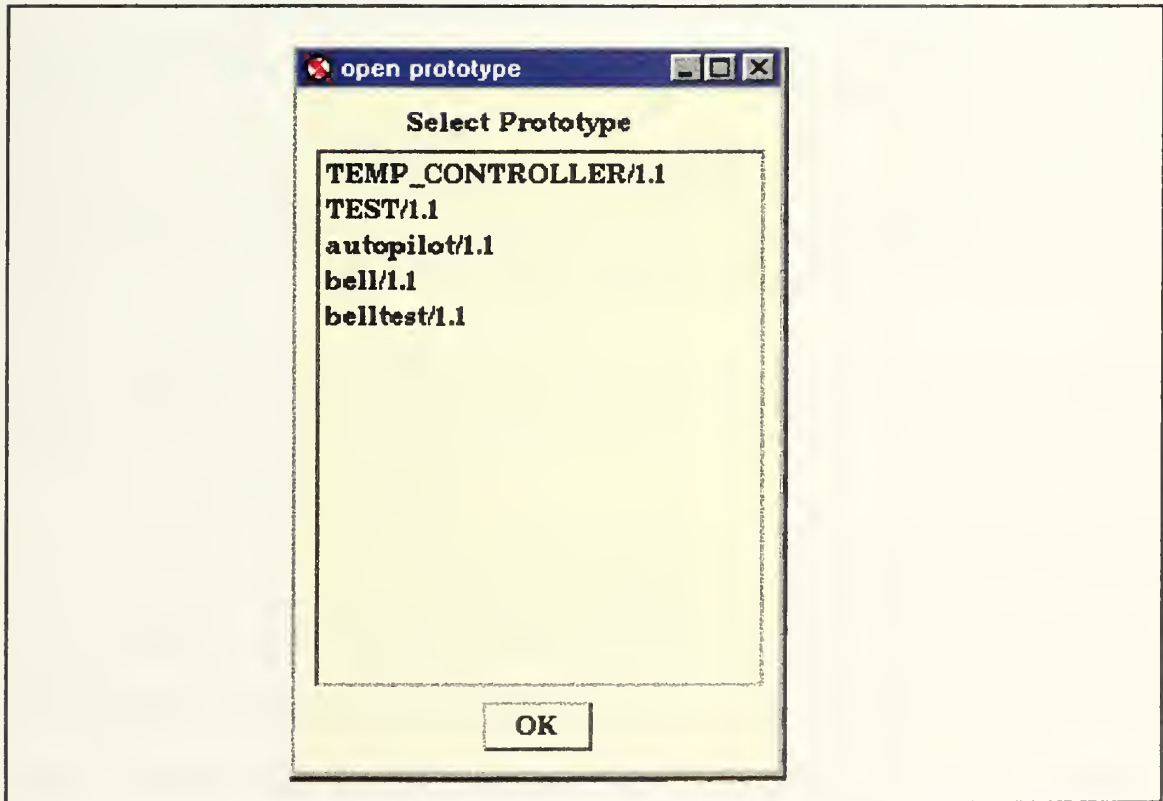 open prototype
Select Prototype
TEMP_CONTROLLER/1.1
TEST/1.1
autopilot/1.1
bell/1.1
belltest/1.1
OK